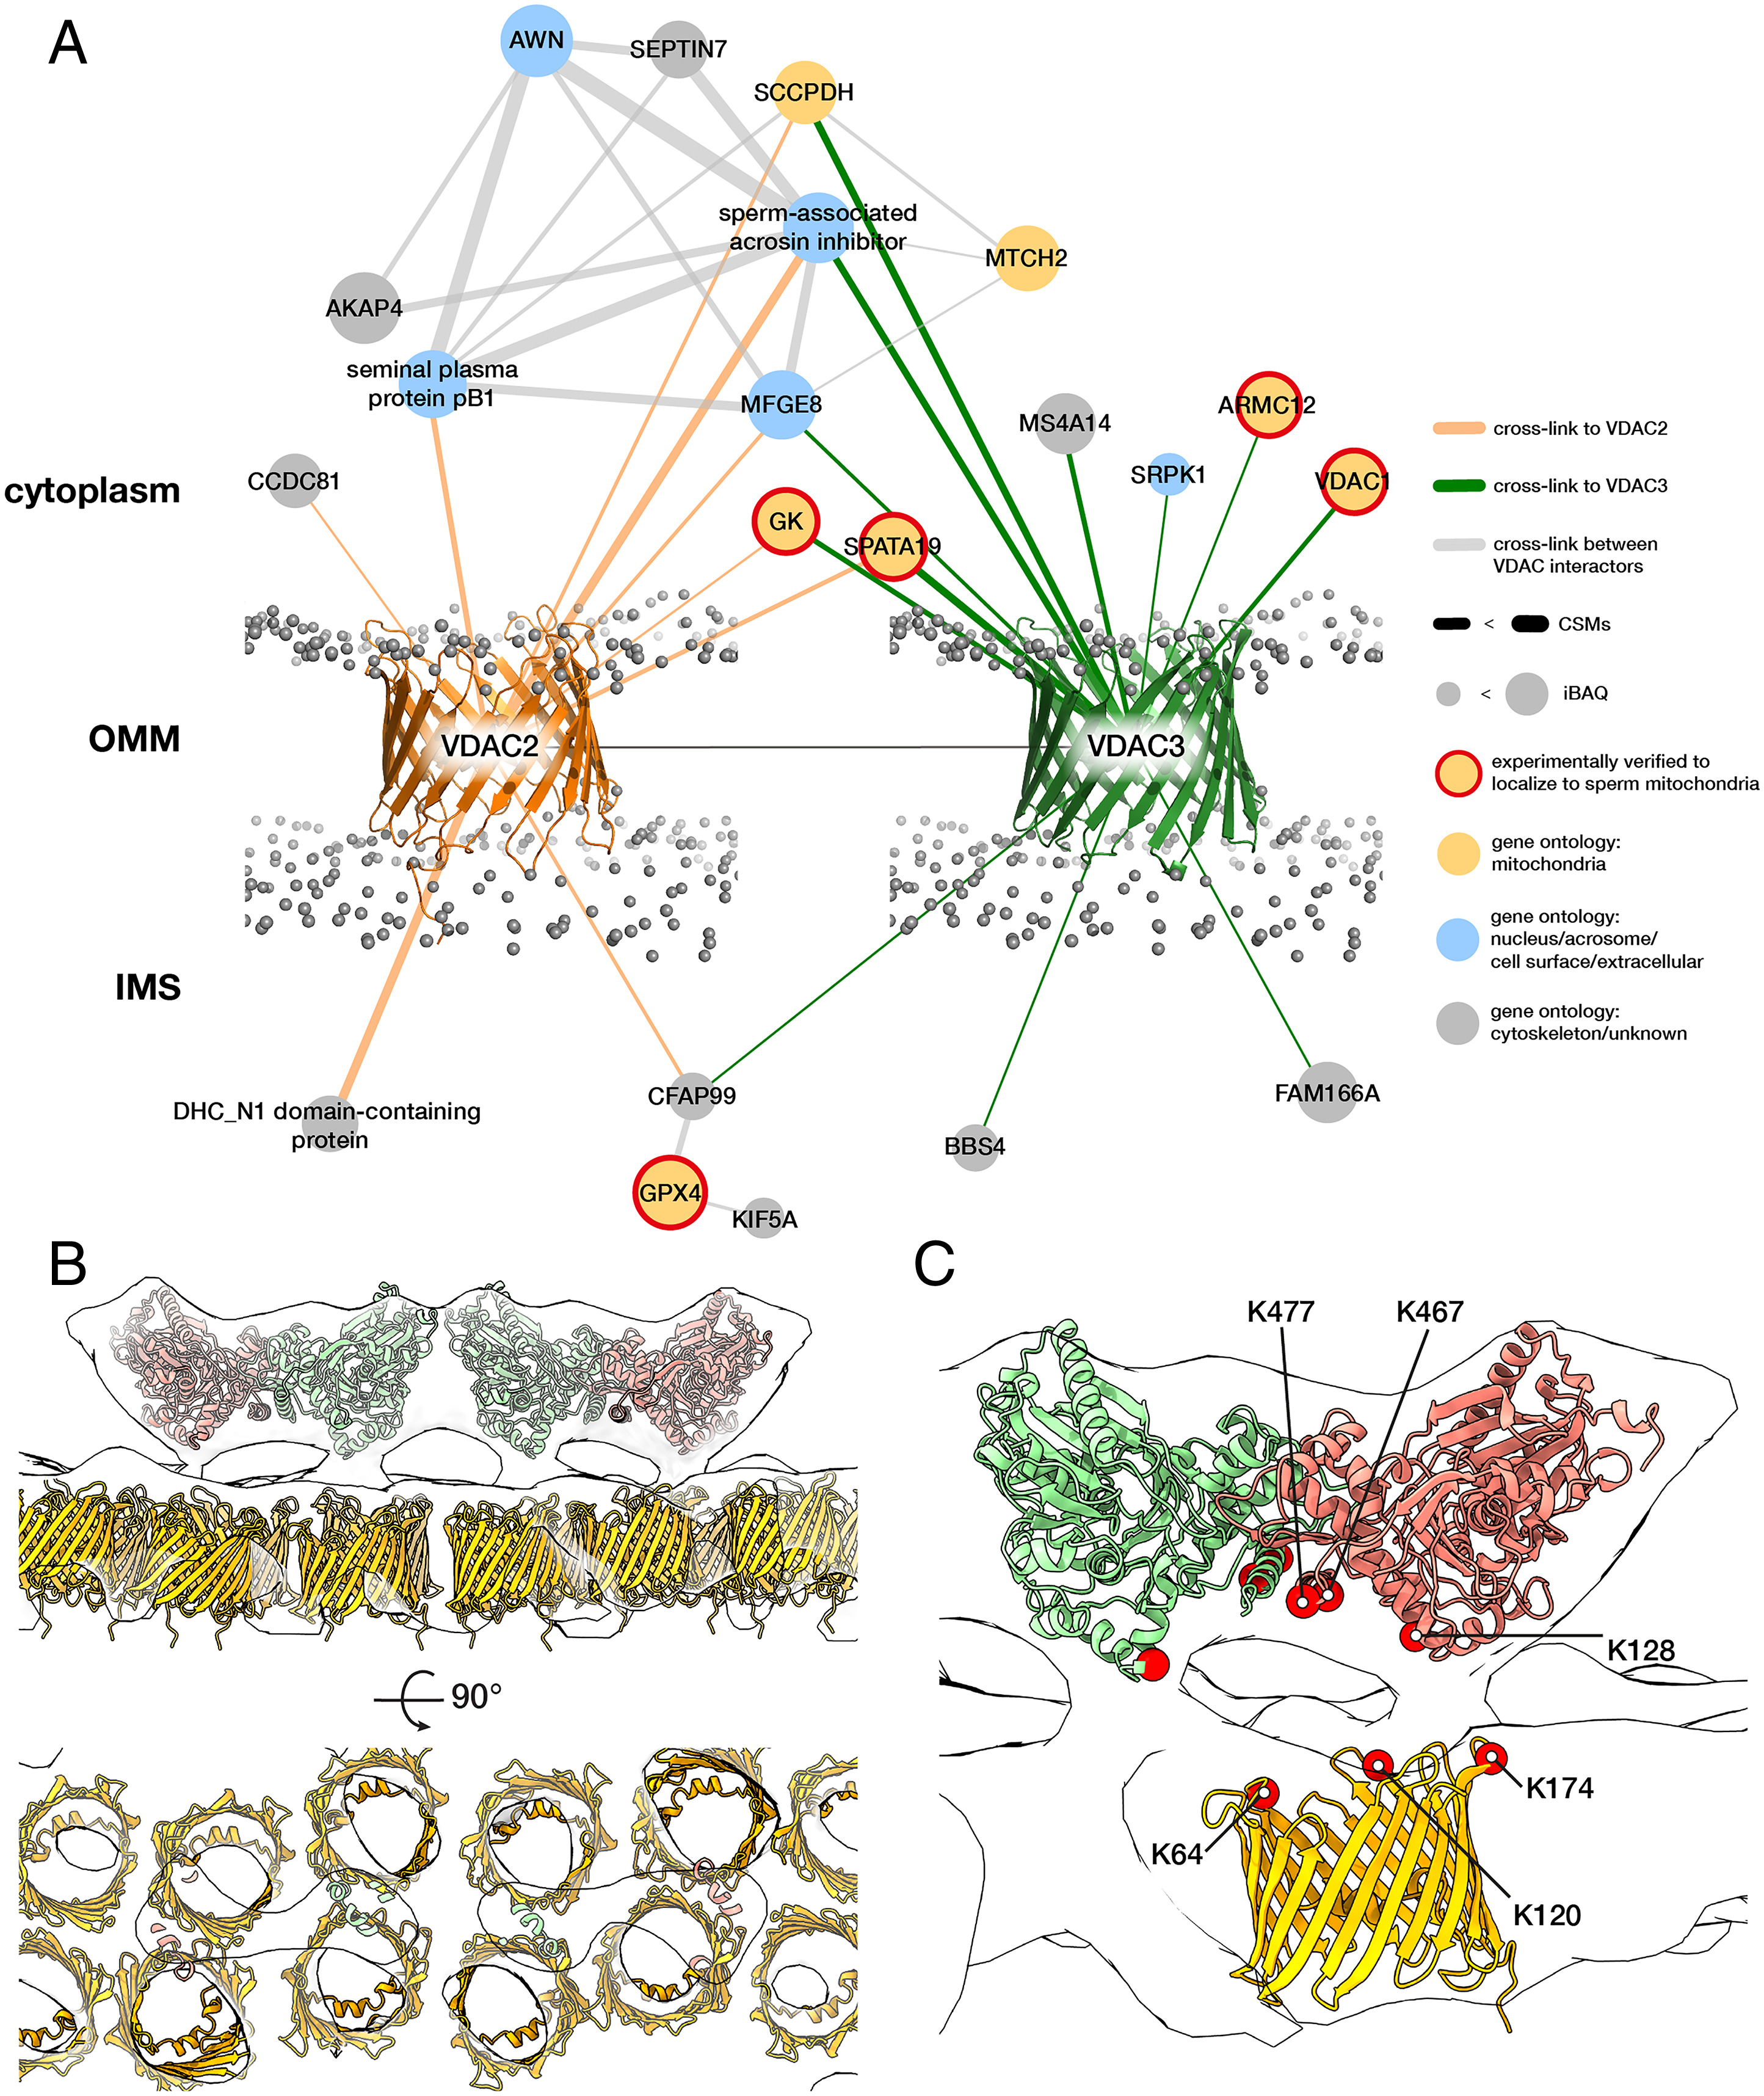 A
AWN
SEPTIN7
SCCPDH
sperm-associated
acrosin inhibitor
MTCH2
AKAP4
seminal plasma
protein pB1
MFGE8
MS4A14
ARMC12
SRPK1
VDAC1
CCDC81
cytoplasm
GK
SPATA19
OMM
VDAC2
VDAC3
IMS
DHC_N1 domain-containing
protein
CFAP99
GPX4
KIF5A
BBS4
FAM166A
cross-link to VDAC2
cross-link to VDAC3
cross-link between
VDAC interactors
< CSMs
< iBAQ
experimentally verified to
localize to sperm mitochondria
gene ontology:
mitochondria
gene ontology:
nucleus/acrosome/
cell surface/extracellular
gene ontology:
cytoskeleton/unknown
B
90°
C
K477
K467
K128
K174
K64
K120